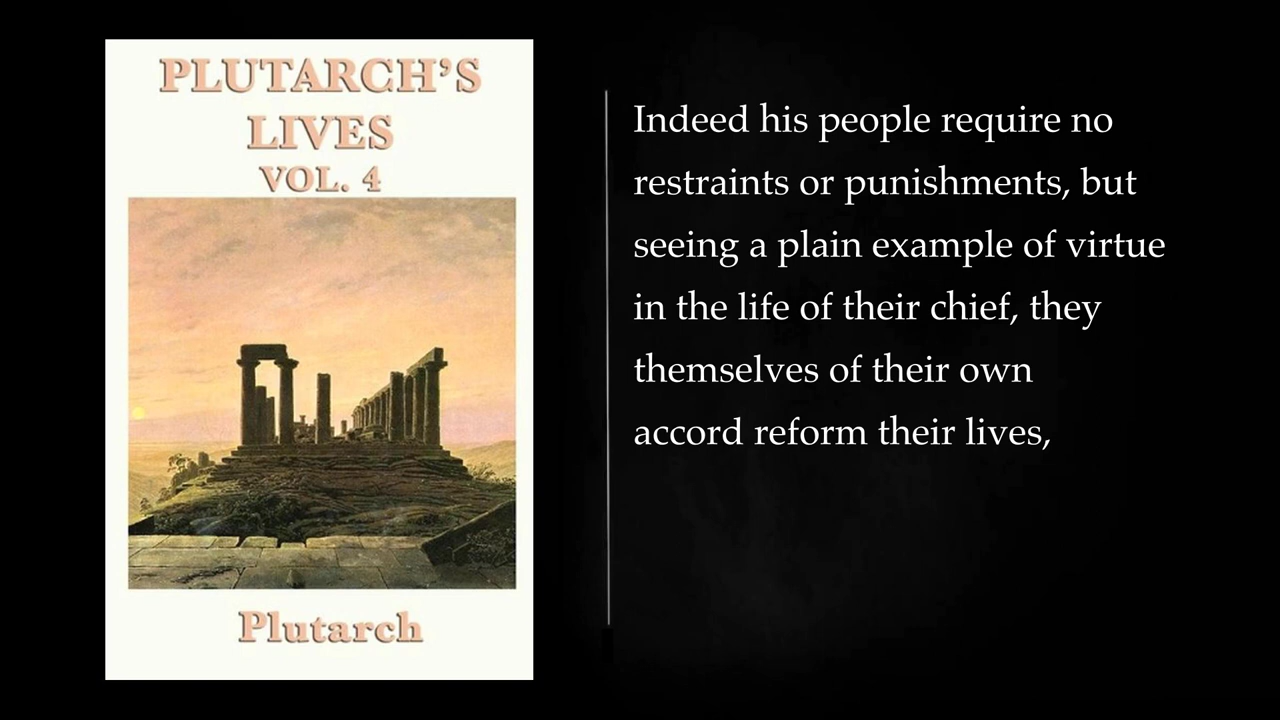 PLUTARCH'S
LIVES
VOL. 4
Plutarch
Indeed his people require no
restraints or punishments, but
seeing a plain example of virtue
in the life of their chief, they
themselves of their own
accord reform their lives,